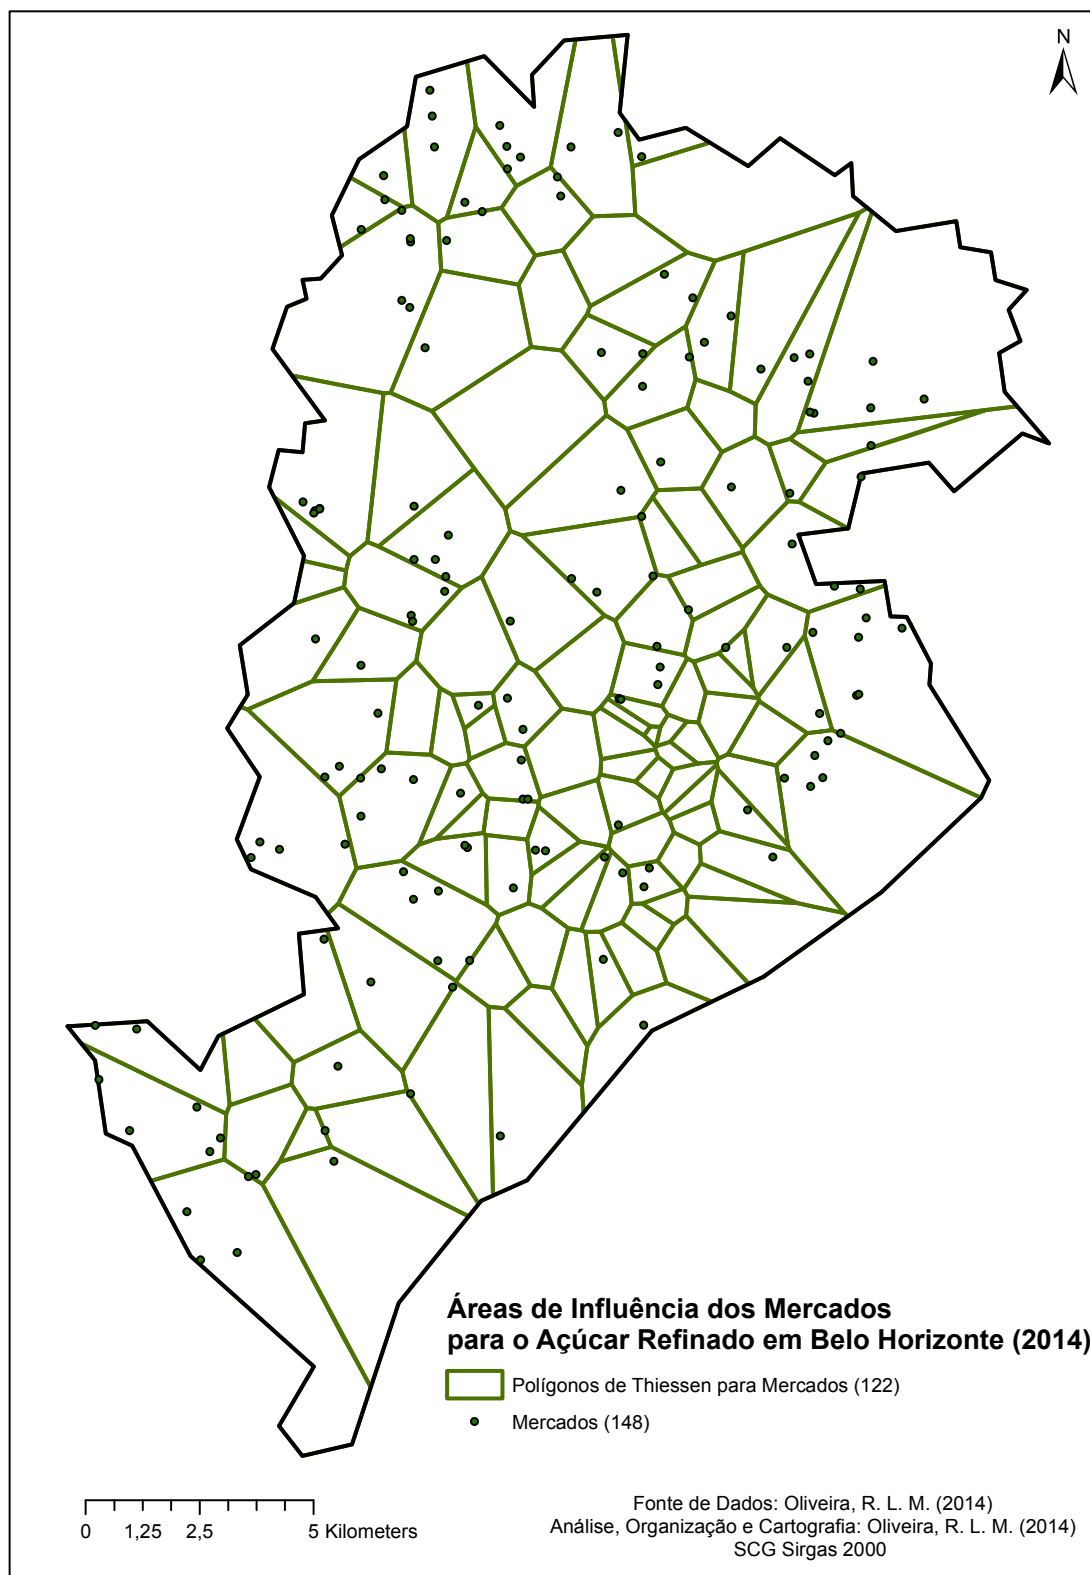 N
Áreas de Influência dos Mercados
para o Açúcar Refinado em Belo Horizonte (2014)
Polígonos de Thiessen para Mercados (122)
Mercados (148)
0 1,25 2,5 5 Kilometers
Fonte de Dados: Oliveira, R. L. M. (2014)
Análise, Organização e Cartografia: Oliveira, R. L. M. (2014)
SCG Sirgas 2000